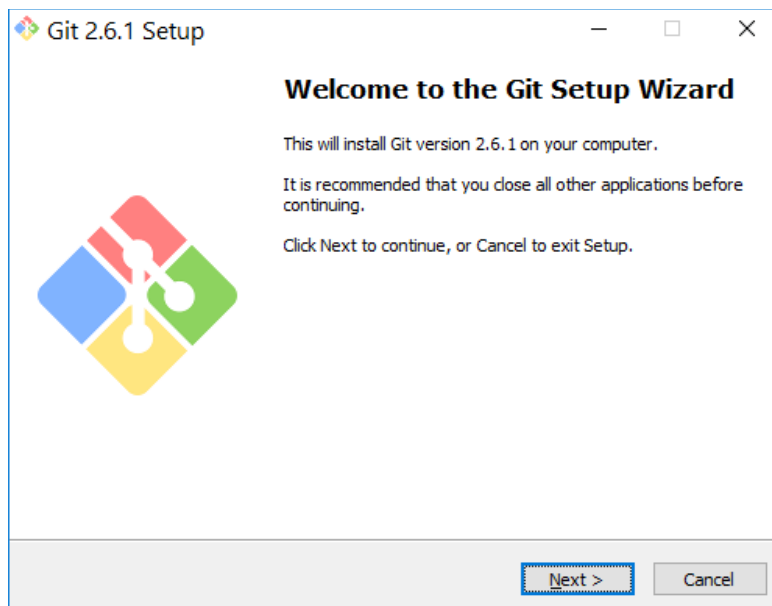 Git 2.6.1 Setup
Welcome to the Git Setup Wizard
This will install Git version 2.6.1 on your computer.
It is recommended that you close all other applications before
continuing.
Click Next to continue, or Cancel to exit Setup.
Next >
Cancel